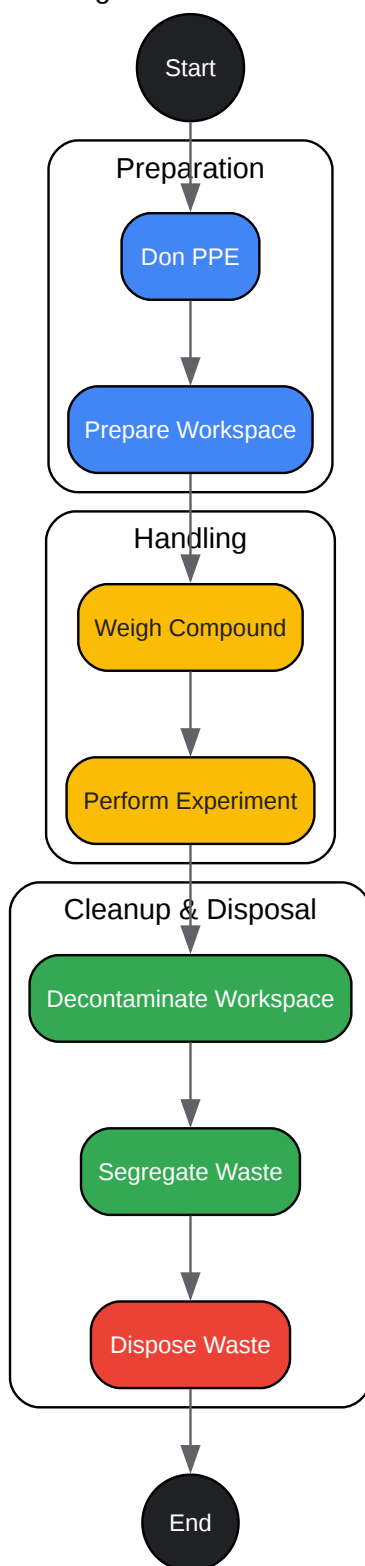 Start
Preparation
Don PPE
Prepare Workspace
Handling
Weigh Compound
Perform Experiment
Cleanup & Disposal
Decontaminate Workspace
Segregate Waste
Dispose Waste
End